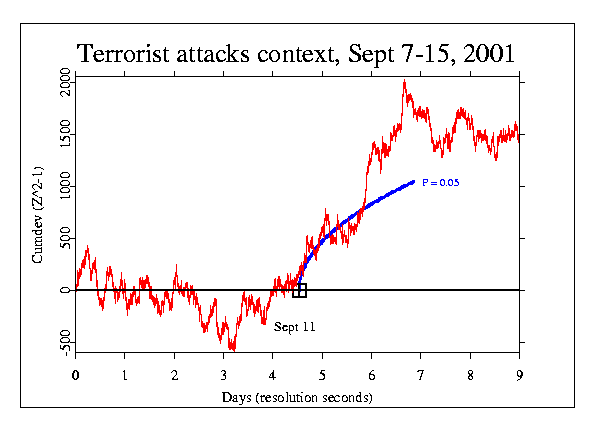 Terrorist attacks context, Sept 7-15, 2001
Cumdev (Z^2-1)
2000
1500
1000
500
0
-500
P = 0.05
Sept 11
0 1 2 3 4 5 6 7 8 9
Days (resolution seconds)